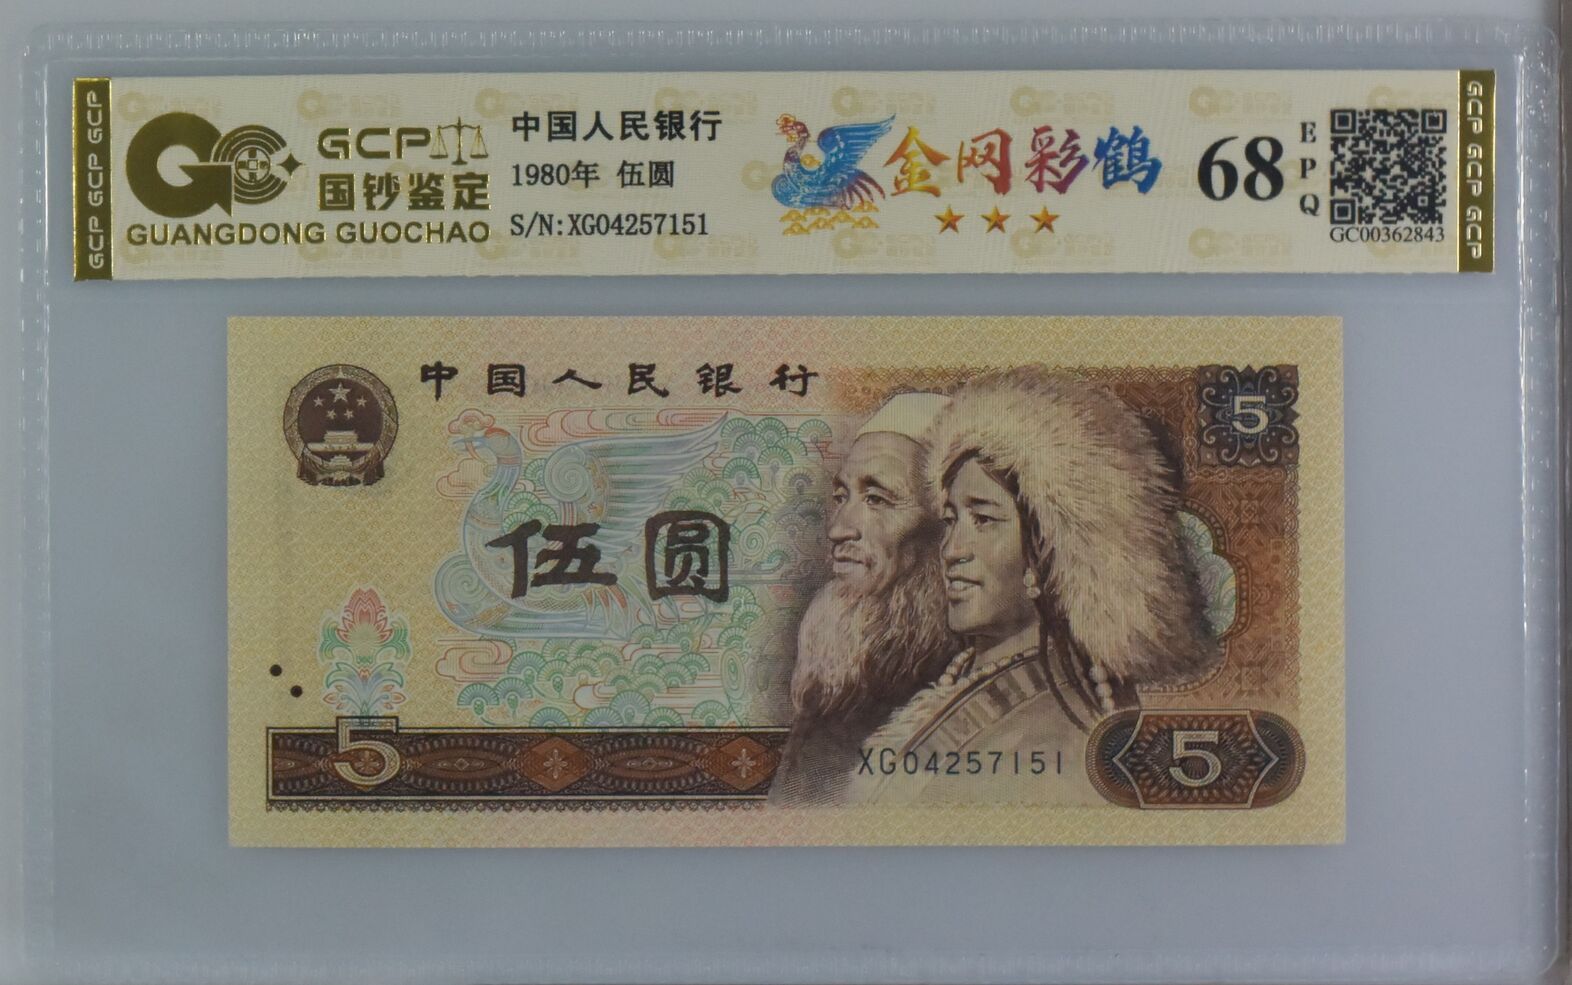 GCP GCP GCP
GCP
国钞鉴定
GUANGDONG GUOCHAO
中国人民银行
1980年 伍圆
S/N:XG04257151
金网彩鹤
68
EPQ
GC00362843
GCP GCP GCP
中国人民银行
5
伍圆
5
XG04257151
5